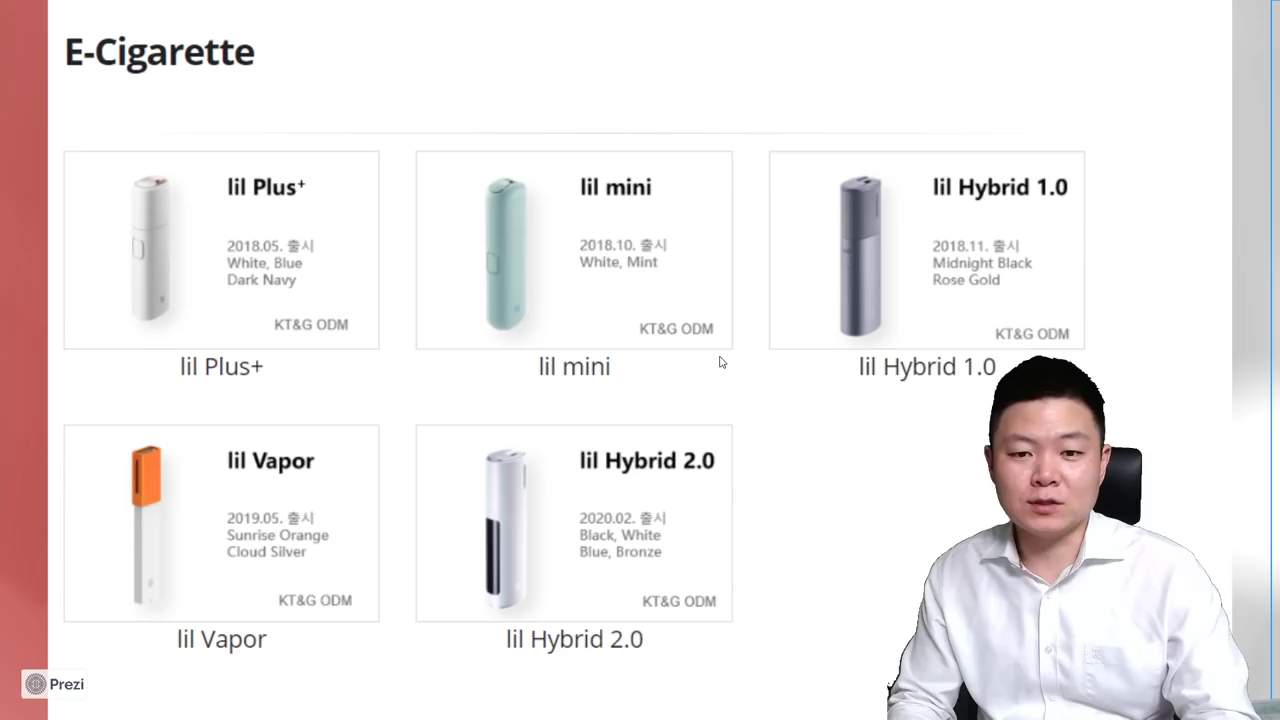 E-Cigarette
lil Plus⁺
2018.05. 출시
White, Blue
Dark Navy
KT&G ODM
lil Plus+
lil mini
2018.10. 출시
White, Mint
KT&G ODM
lil mini
lil Hybrid 1.0
2018.11. 출시
Midnight Black
Rose Gold
KT&G ODM
lil Hybrid 1.0
lil Vapor
2019.05. 출시
Sunrise Orange
Cloud Silver
KT&G ODM
lil Vapor
lil Hybrid 2.0
2020.02. 출시
Black, White
Blue, Bronze
KT&G ODM
lil Hybrid 2.0
Prezi